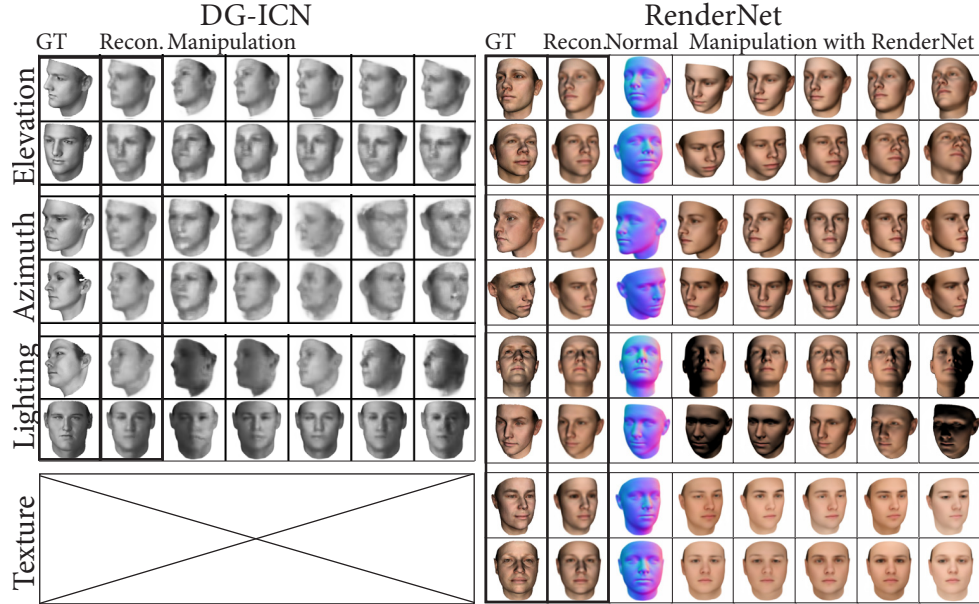 DG-ICN
RenderNet
GT Recon. Manipulation
GT Recon. Normal Manipulation with RenderNet
Elevation
Azimuth
Lighting
Texture